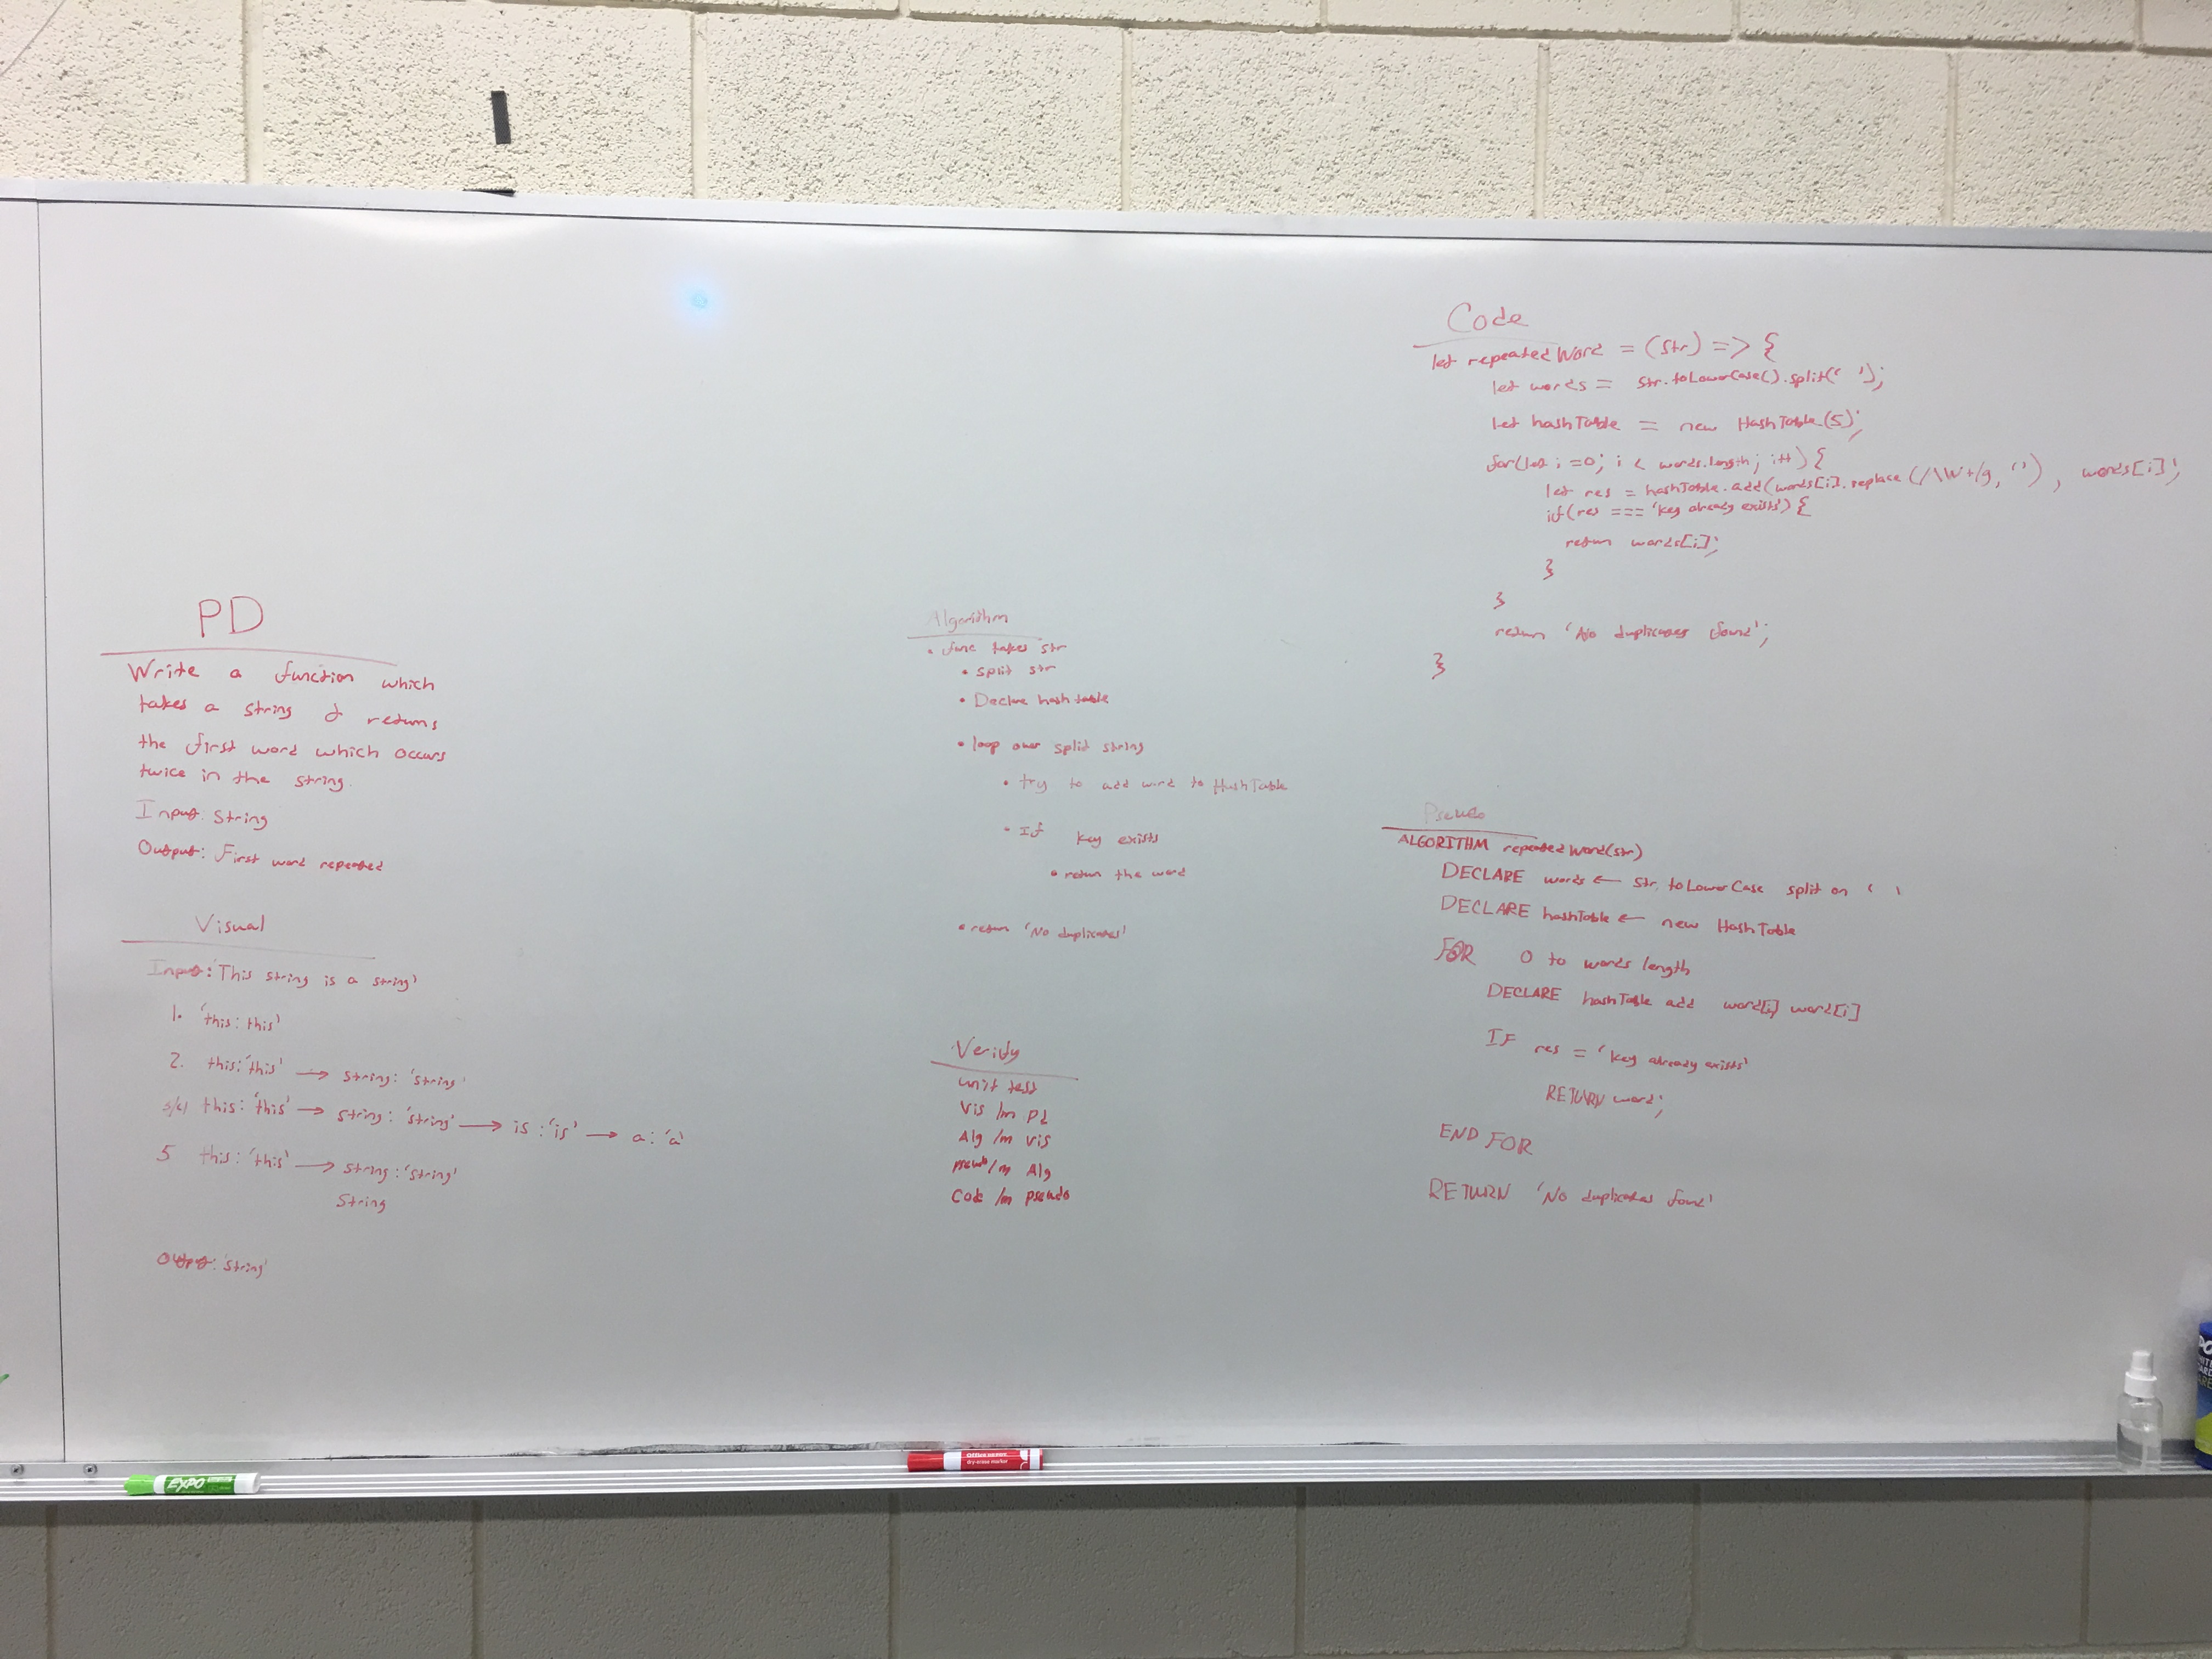 PD
Write a function which
takes a string & returns
the first word which occurs
twice in the string.
Input: String
Output: First word repeated
Visual
Input: 'This string is a string'
1. 'this: this'
2. this: 'this' → string: 'string'
3/4 this: 'this' → string: 'string' → is: 'is' → a: 'a'
5 this: 'this' → string: 'string'
String
Output: 'string'
Algorithm
• func takes str
• split str
• Declare hash table
• loop over split string
• try to add word to HashTable
• If key exists
• return the word
• return 'No duplicates'
Verify
unit test
Vis /m Pd
Alg /m vis
pseudo /m Alg
Code /m pseudo
Code
let repeatedWord = (str) => {
let words = str.toLowerCase().split(' ');
let hashTable = new HashTable(5);
for(let i = 0; i < words.length; i++) {
let res = hashTable.add(words[i].replace(/\W+/g, ''), words[i];
if(res === 'key already exists') {
return words[i];
}
}
return 'No duplicates found';
}
Pseudo
ALGORITHM repeatedWord(str)
DECLARE words ← str. toLowerCase split on ' '
DECLARE hashTable ← new HashTable
FOR 0 to words length
DECLARE hashTable add word[i] word[i]
IF res = 'key already exists'
RETURN word;
END FOR
RETURN 'No duplicates found'
EXPO
dry-erase marker